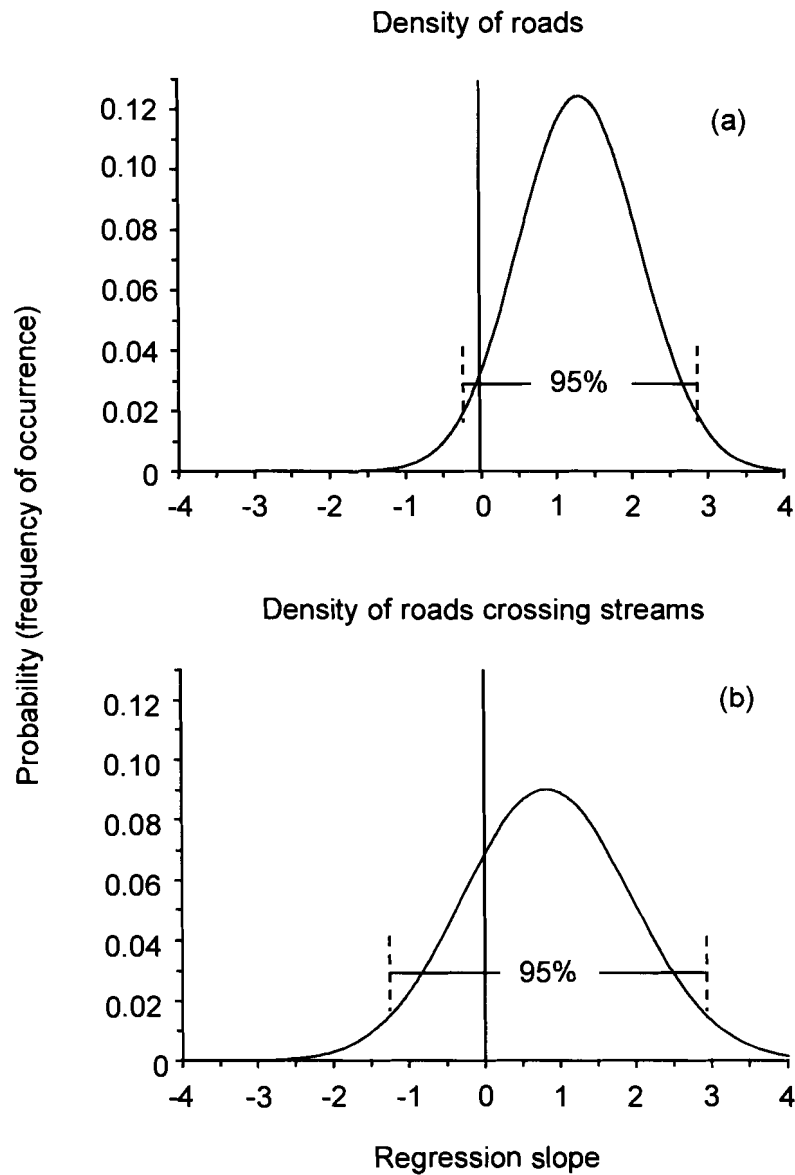 Density of roads
(a)
0.12
0.10
0.08
0.06
0.04
0.02
0
95%
-4 -3 -2 -1 0 1 2 3 4
Probability (frequency of occurrence)
Density of roads crossing streams
(b)
0.12
0.10
0.08
0.06
0.04
0.02
0
95%
-4 -3 -2 -1 0 1 2 3 4
Regression slope